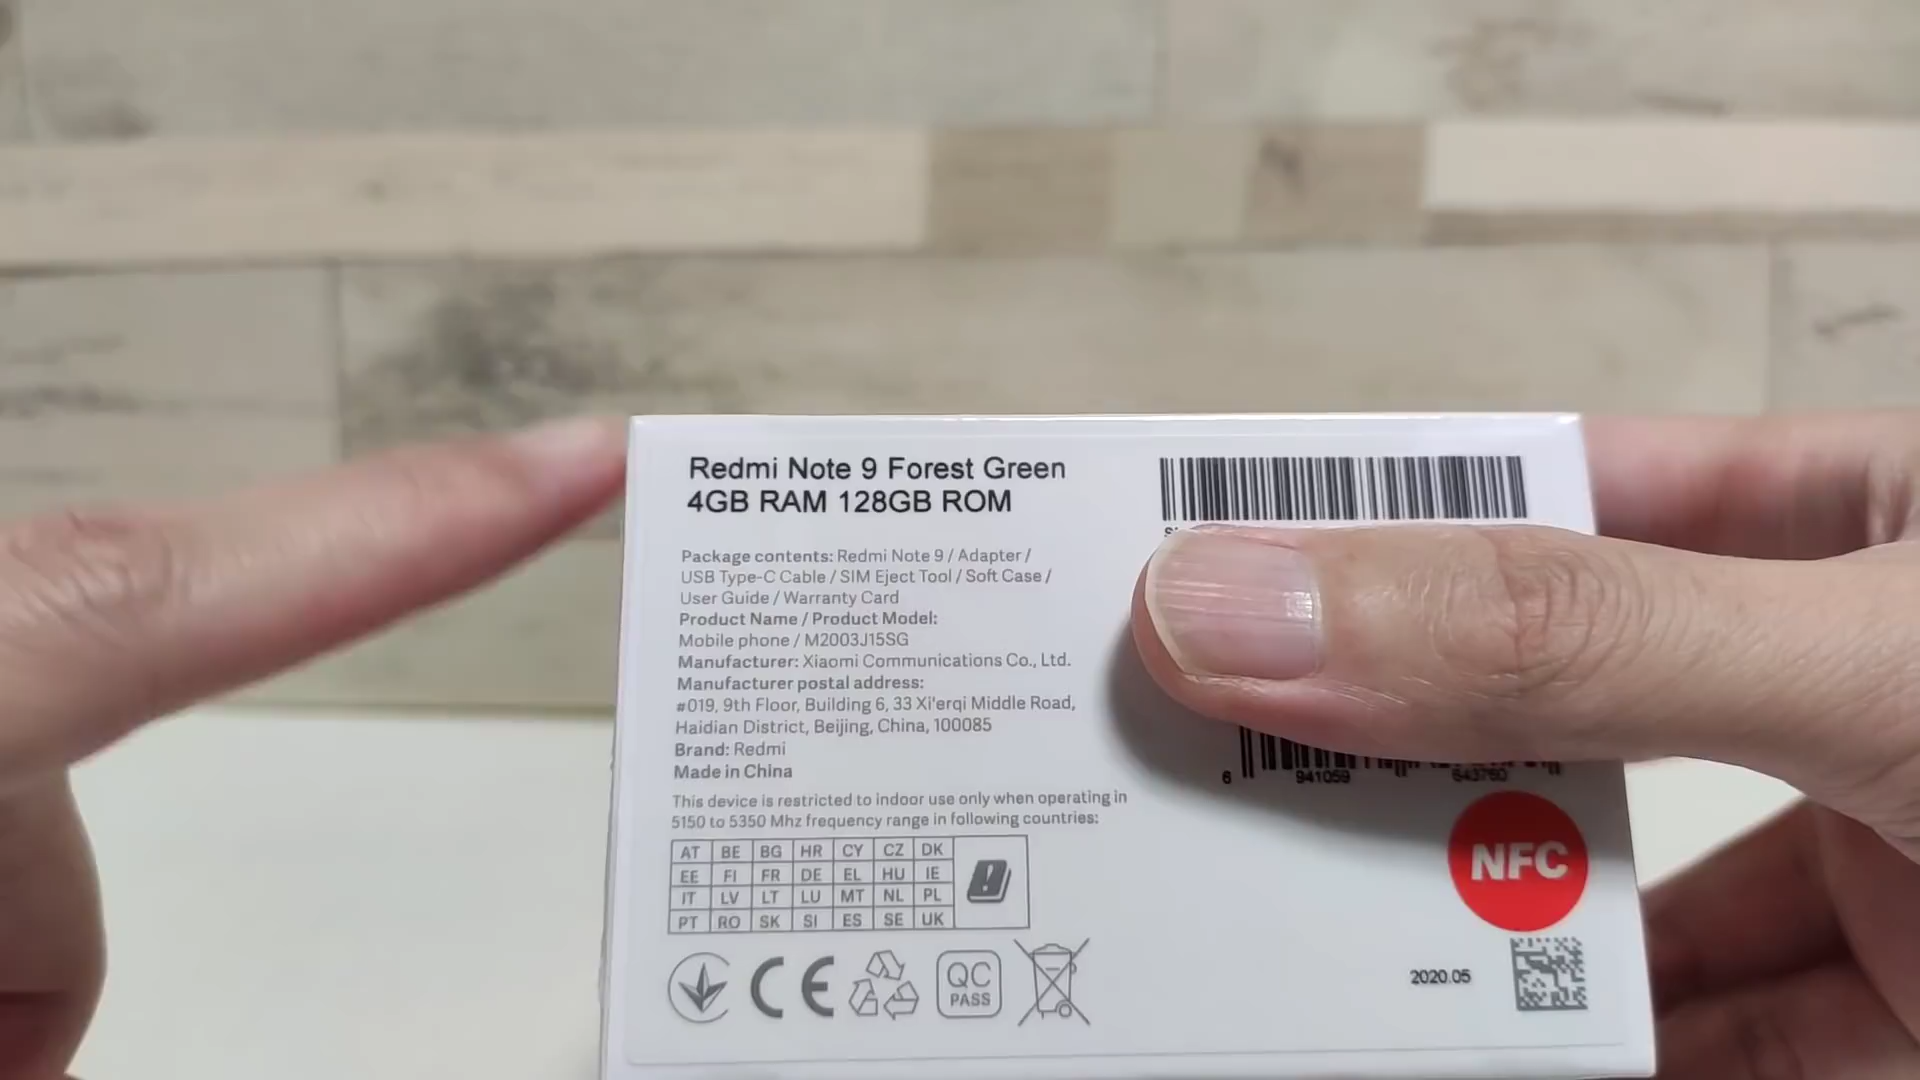 Redmi Note 9 Forest Green
4GB RAM 128GB ROM
Package contents: Redmi Note 9 / Adapter /
USB Type-C Cable / SIM Eject Tool / Soft Case /
User Guide / Warranty Card
Product Name / Product Model:
Mobile phone / M2003J15SG
Manufacturer: Xiaomi Communications Co., Ltd.
Manufacturer postal address:
#019, 9th Floor, Building 6, 33 Xi'erqi Middle Road,
Haidian District, Beijing, China, 100085
Brand: Redmi
Made in China
This device is restricted to indoor use only when operating in
5150 to 5350 Mhz frequency range in following countries:
AT BE BG HR CY CZ DK
EE FI FR DE EL HU IE
IT LV LT LU MT NL PL
PT RO SK SI ES SE UK
CE
QC
PASS
6 941059 643760
NFC
2020.05